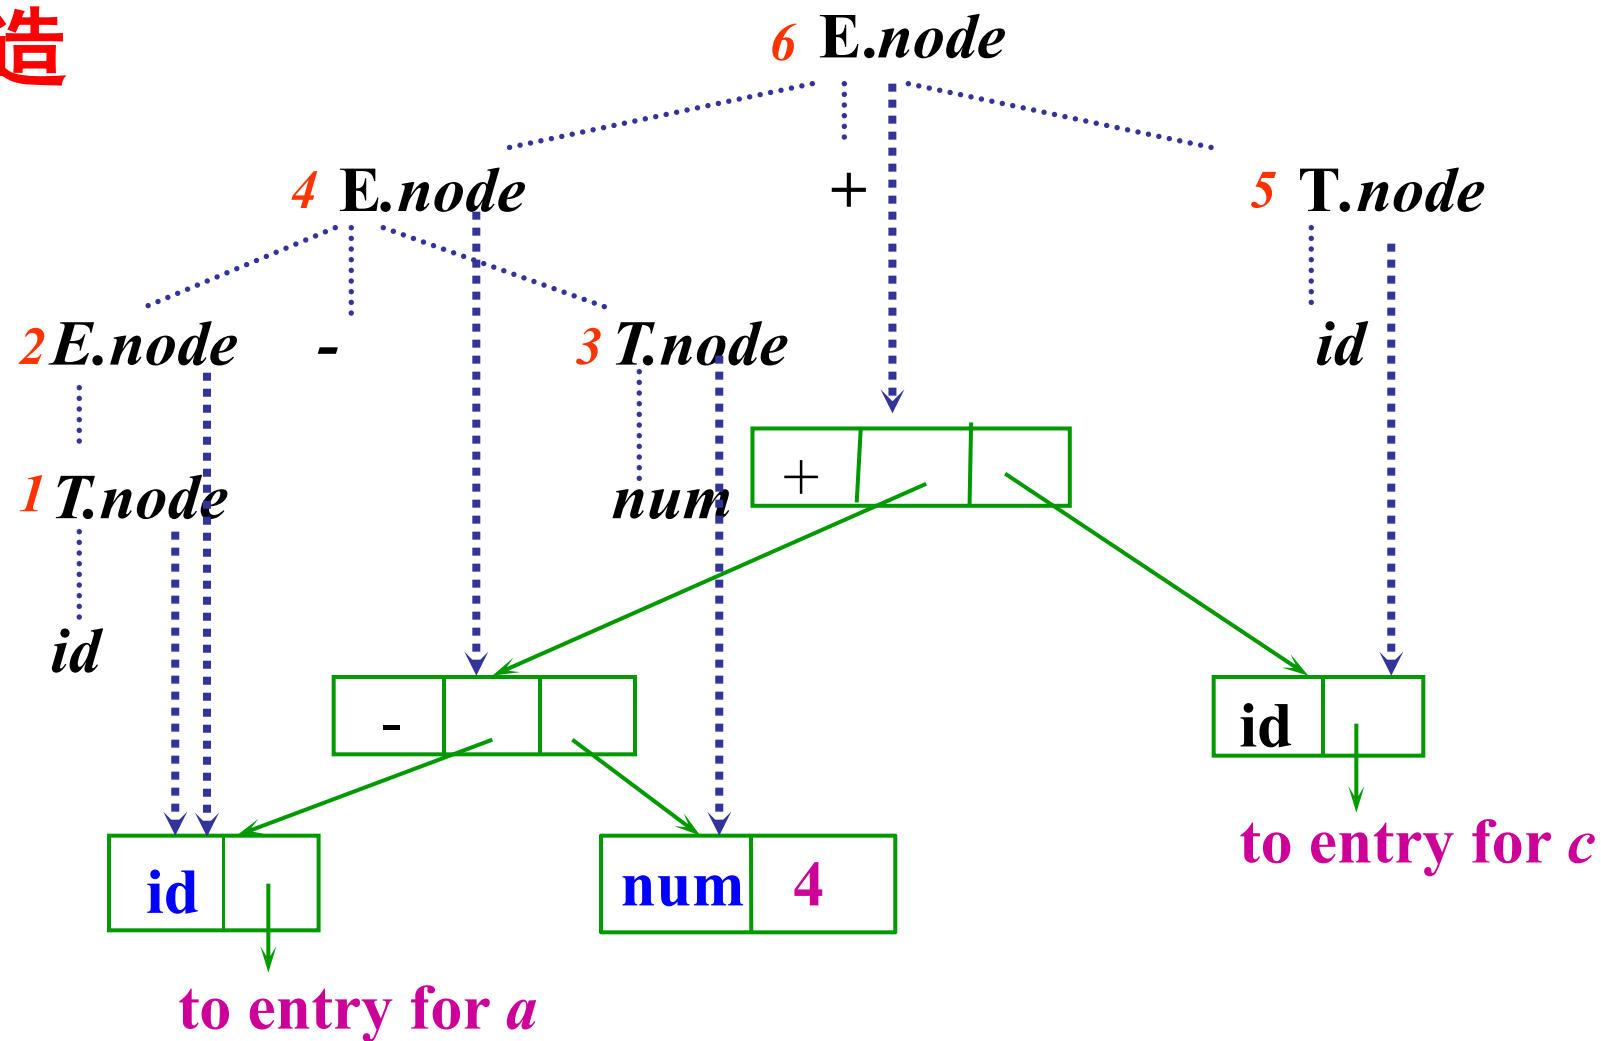 造
6 E.node
4 E.node + 5 T.node
2 E.node - 3 T.node id
1 T.node num +
id
- id
id num 4 to entry for c
to entry for a